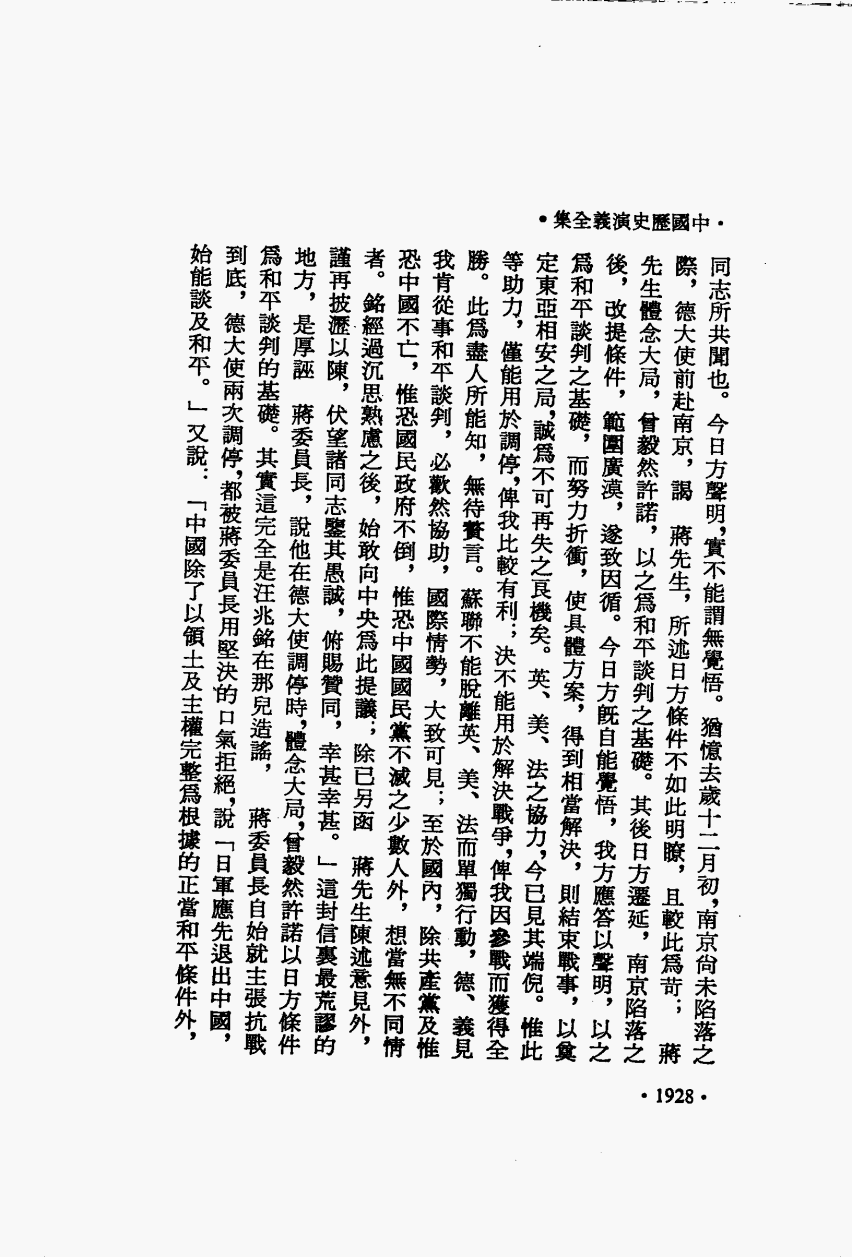 •中國歷史演義全集•
同志所共聞也。今日方聲明，實不能謂無覺悟。猶憶去歲十二月初，南京尙未陷落之
際，德大使前赴南京，謁　蔣先生，所述日方條件不如此明瞭，且較此爲苛；　蔣
先生體念大局，曾毅然許諾，以之爲和平談判之基礎。其後日方遷延，南京陷落之
後，改提條件，範圍廣漠，遂致因循。今日方旣自能覺悟，我方應答以聲明，以之
爲和平談判之基礎，而努力折衝，使具體方案，得到相當解決，則結束戰事，以奠
定東亞相安之局，誠爲不可再失之良機矣。英、美、法之協力，今已見其端倪。惟此
等助力，僅能用於調停，俾我比較有利；決不能用於解決戰爭，俾我因參戰而獲得全
勝。此爲盡人所能知，無待贅言。蘇聯不能脫離英、美、法而單獨行動，德、義見
我肯從事和平談判，必歡然協助，國際情勢，大致可見；至於國內，除共產黨及惟
恐中國不亡，惟恐國民政府不倒，惟恐中國國民黨不滅之少數人外，想當無不同情
者。銘經過沉思熟慮之後，始敢向中央爲此提議；除已另函　蔣先生陳述意見外，
謹再披瀝以陳，伏望諸同志鑒其愚誠，俯賜贊同，幸甚幸甚。」這封信裏最荒謬的
地方，是厚誣　蔣委員長，說他在德大使調停時，體念大局，曾毅然許諾以日方條件
爲和平談判的基礎。其實這完全是汪兆銘在那兒造謠，　蔣委員長自始就主張抗戰
到底，德大使兩次調停，都被蔣委員長用堅決的口氣拒絕，說「日軍應先退出中國，
始能談及和平。」又說：「中國除了以領土及主權完整爲根據的正當和平條件外，
•1928•